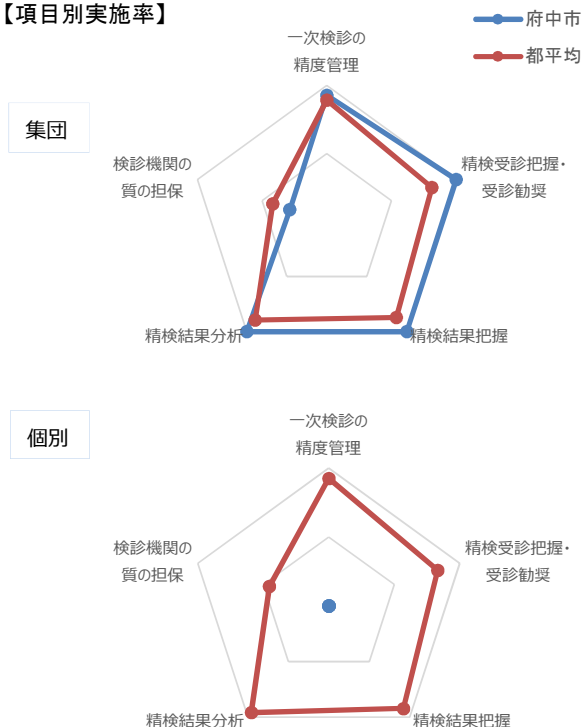 【項目別実施率】
府中市
都平均
集団
一次検診の
精度管理
精検受診把握・
受診勧奨
精検結果把握
精検結果分析
検診機関の
質の担保
個別
一次検診の
精度管理
精検受診把握・
受診勧奨
精検結果把握
精検結果分析
検診機関の
質の担保